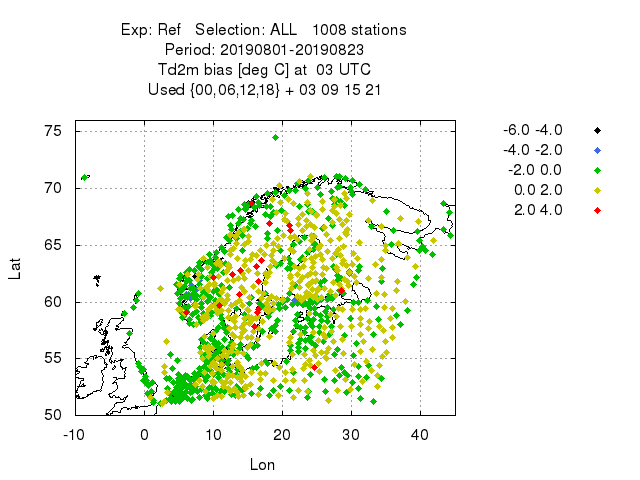 Exp: Ref   Selection: ALL   1008 stations
Period: 20190801-20190823
Td2m bias [deg C] at  03 UTC
Used {00,06,12,18} + 03 09 15 21
-6.0 -4.0
-4.0 -2.0
-2.0 0.0
0.0 2.0
2.0 4.0
75
70
65
60
55
50
Lat
-10 0 10 20 30 40
Lon